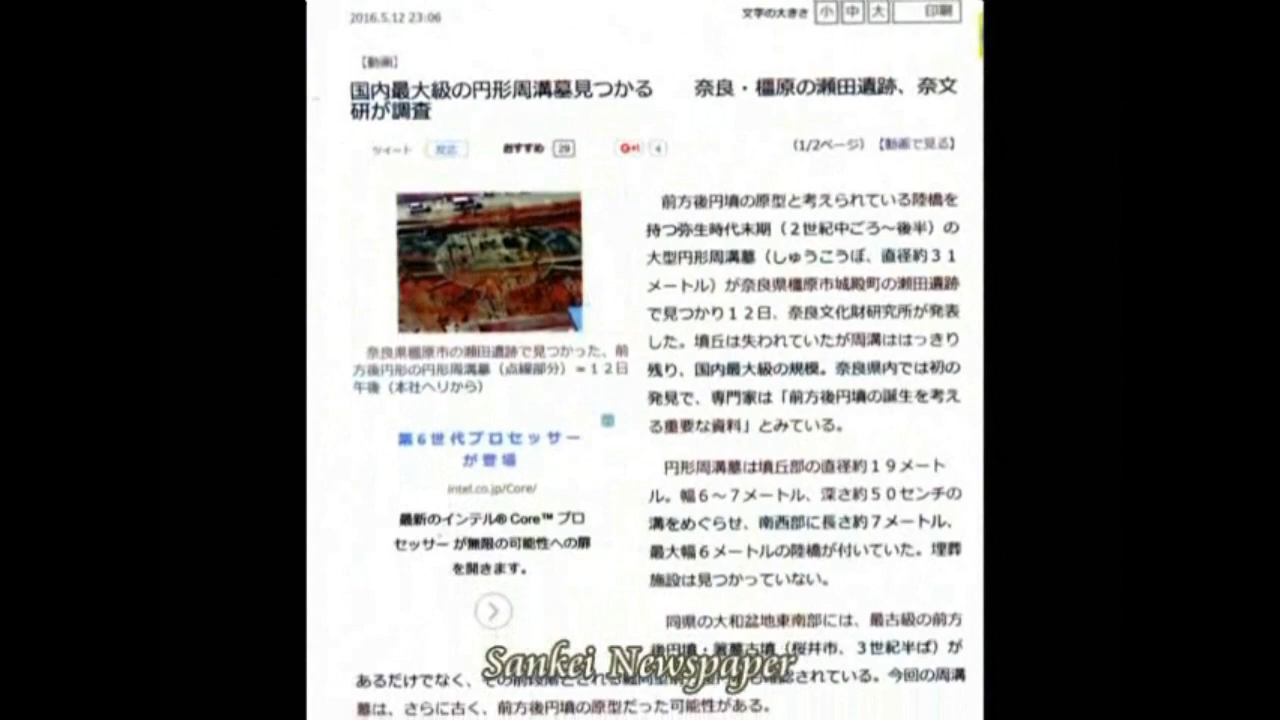 2016.5.12 23:06
文字の大きさ 小 中 大 印刷
【動画】
国内最大級の円形周溝墓見つかる　　奈良・橿原の瀬田遺跡、奈文
研が調査
ツイート 反応 おすすめ 29 G+1 4
(1/2ページ)【動画で見る】
奈良県橿原市の瀬田遺跡で見つかった、前
方後円形の円形周溝墓（点線部分）＝１２日
午後（本社ヘリから）
第6世代プロセッサー
が登場
intel.co.jp/Core/
最新のインテル® Core™ プロ
セッサー が無限の可能性への扉
を開きます。
前方後円墳の原型と考えられている陸橋を
持つ弥生時代末期（２世紀中ごろ～後半）の
大型円形周溝墓（しゅうこうぼ、直径約３１
メートル）が奈良県橿原市城殿町の瀬田遺跡
で見つかり１２日、奈良文化財研究所が発表
した。墳丘は失われていたが周溝ははっきり
残り、国内最大級の規模。奈良県内では初の
発見で、専門家は「前方後円墳の誕生を考え
る重要な資料」とみている。
円形周溝墓は墳丘部の直径約１９メート
ル。幅６～７メートル、深さ約５０センチの
溝をめぐらせ、南西部に長さ約７メートル、
最大幅６メートルの陸橋が付いていた。埋葬
施設は見つかっていない。
同県の大和盆地東南部には、最古級の前方
後円墳・箸墓古墳（桜井市、３世紀半ば）が
あるだけでなく、その前段階とされる されている。今回の周溝
墓は、さらに古く、前方後円墳の原型だった可能性がある。
Sankei Newspaper